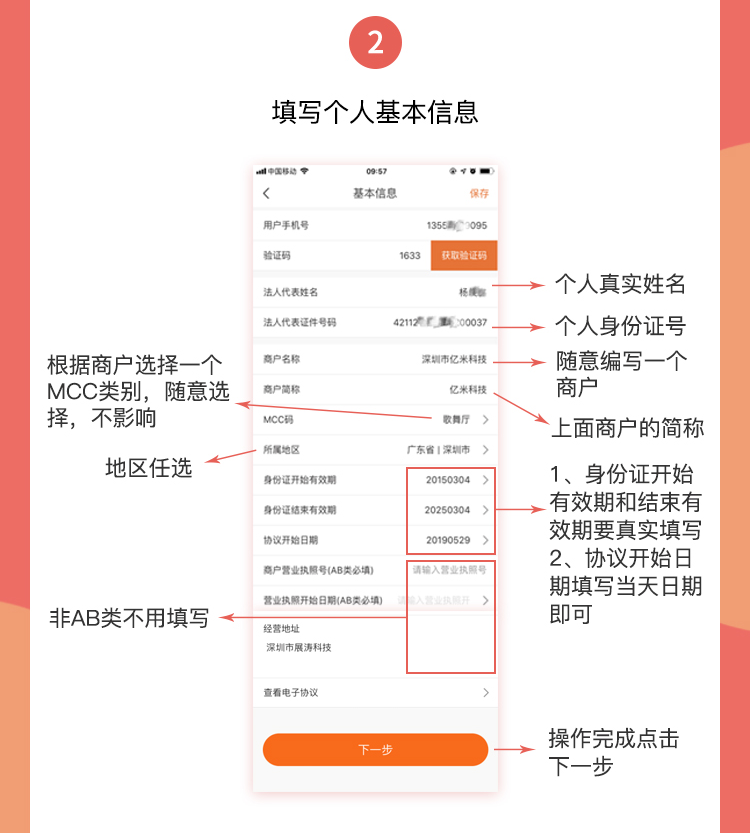 2
填写个人基本信息
中国移动
09:57
基本信息
保存
用户手机号
1355
0095
验证码
1633
获取验证码
法人代表姓名
杨
个人真实姓名
法人代表证件号码
42112
00037
个人身份证号
商户名称
深圳市亿米科技
随意编写一个
商户
商户简称
亿米科技
上面商户的简称
根据商户选择一个
MCC类别，随意选
择，不影响
MCC码
歌舞厅
地区任选
所属地区
广东省 | 深圳市
身份证开始有效期
20150304
身份证结束有效期
20250304
协议开始日期
20190529
1、身份证开始
有效期和结束有
效期要真实填写
2、协议开始日
期填写当天日期
即可
商户营业执照号(AB类必填)
请输入营业执照号
营业执照开始日期(AB类必填)
请输入营业执照开
非AB类不用填写
经营地址
深圳市展涛科技
查看电子协议
下一步
操作完成点击
下一步